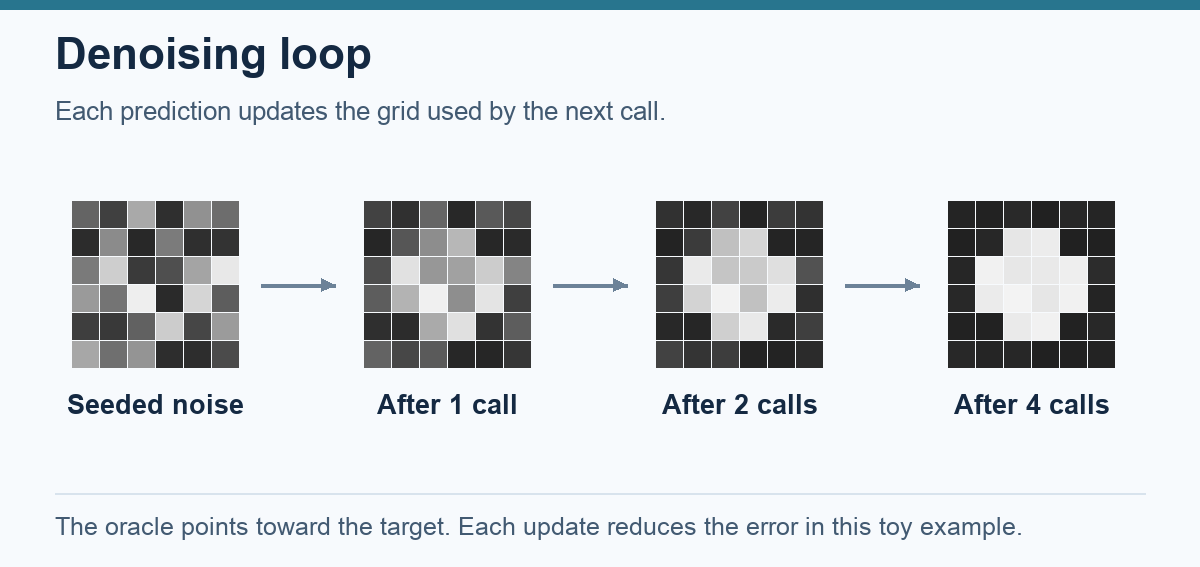 Denoising loop
Each prediction updates the grid used by the next call.
Seeded noise
After 1 call
After 2 calls
After 4 calls
The oracle points toward the target. Each update reduces the error in this toy example.